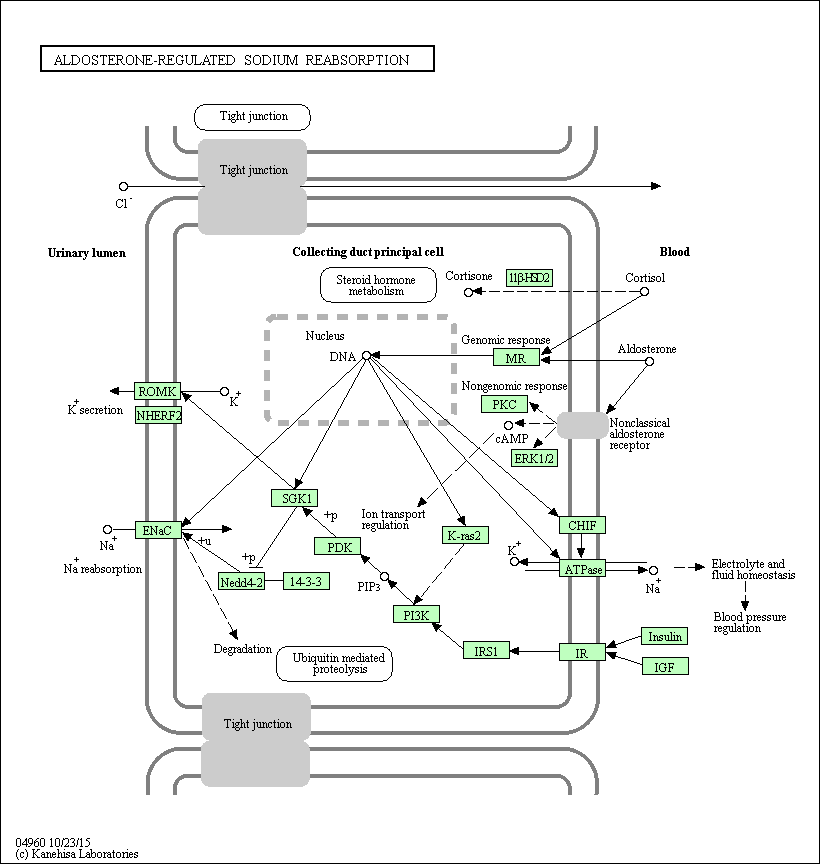 ALDOSTERONE-REGULATED SODIUM REABSORPTION
Tight junction
Tight junction
Cl -
Urinary lumen
Collecting duct principal cell
Blood
Steroid hormone
metabolism
Cortisone
11β-HSD2
Cortisol
Nucleus
DNA
Genomic response
MR
Aldosterone
ROMK
K+
K+ secretion
NHERF2
Nongenomic response
PKC
cAMP
ERK1/2
Nonclassical
aldosterone
receptor
SGK1
+p
Ion transport
regulation
K-ras2
CHIF
ENaC
Na+
+u
Na+ reabsorption
PDK
+p
Nedd4-2
14-3-3
PIP3
K+
ATPase
Na+
Electrolyte and
fluid homeostasis
Blood pressure
regulation
PI3K
Degradation
Ubiquitin mediated
proteolysis
IRS1
IR
Insulin
IGF
Tight junction
04960 10/23/15
(c) Kanehisa Laboratories